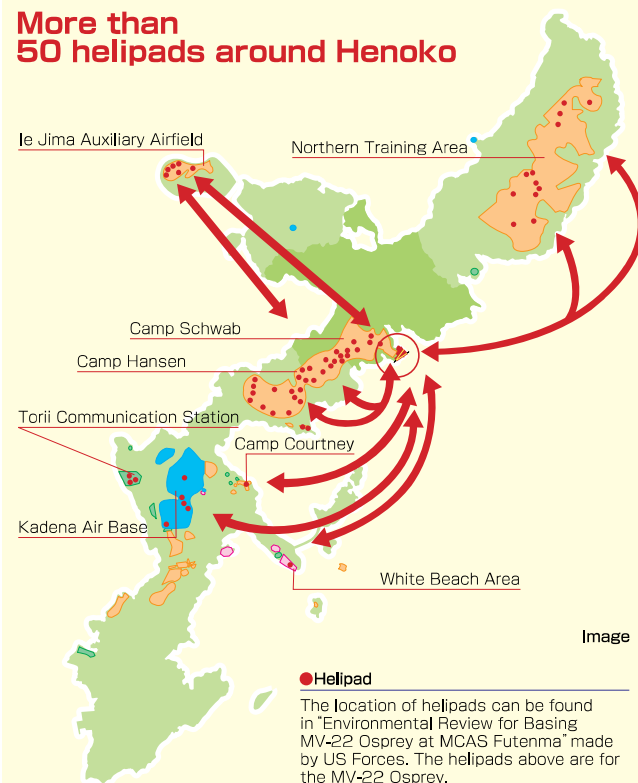 More than
50 helipads around Henoko
Ie Jima Auxiliary Airfield
Northern Training Area
Camp Schwab
Camp Hansen
Torii Communication Station
Camp Courtney
Kadena Air Base
White Beach Area
Image
Helipad
The location of helipads can be found
in "Environmental Review for Basing
MV-22 Osprey at MCAS Futenma" made
by US Forces. The helipads above are for
the MV-22 Osprey.